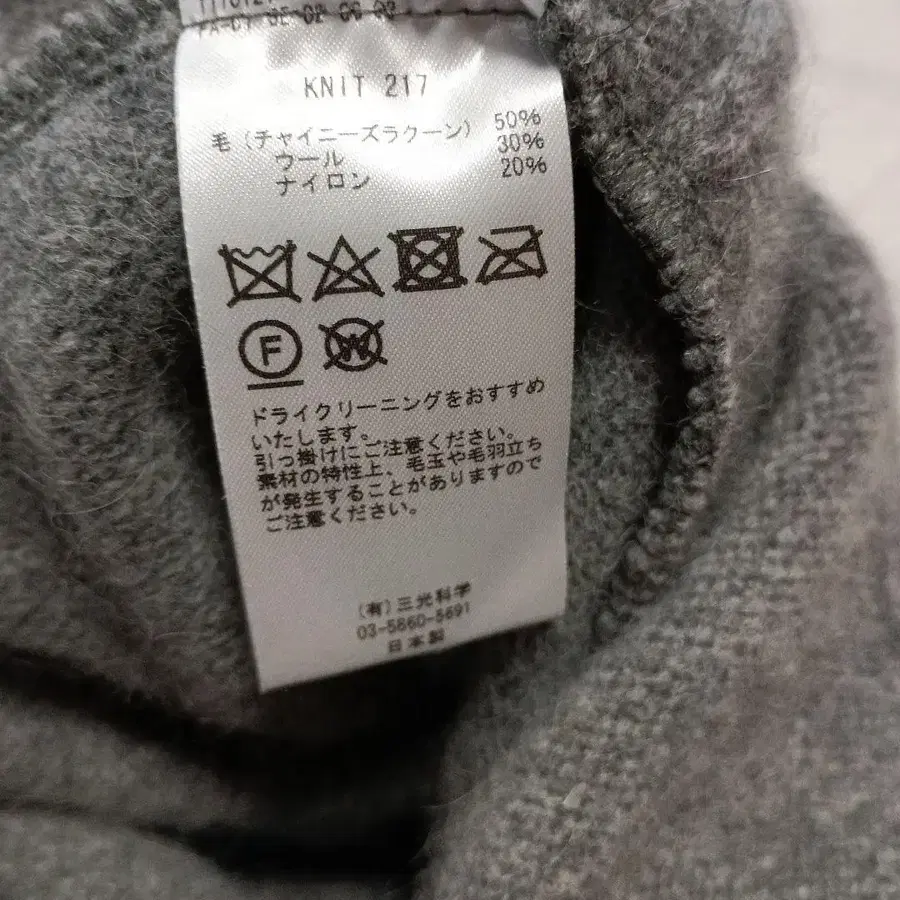 KNIT 217
毛(チャイニーズラクーン) 50%
ウール 30%
ナイロン 20%
F W
ドライクリーニングをおすすめ
いたします。
引っ掛けにご注意ください。
素材の特性上、毛玉や毛羽立ち
が発生することがありますので
ご注意ください。
(有)三光科学
03-5660-5691
日本製